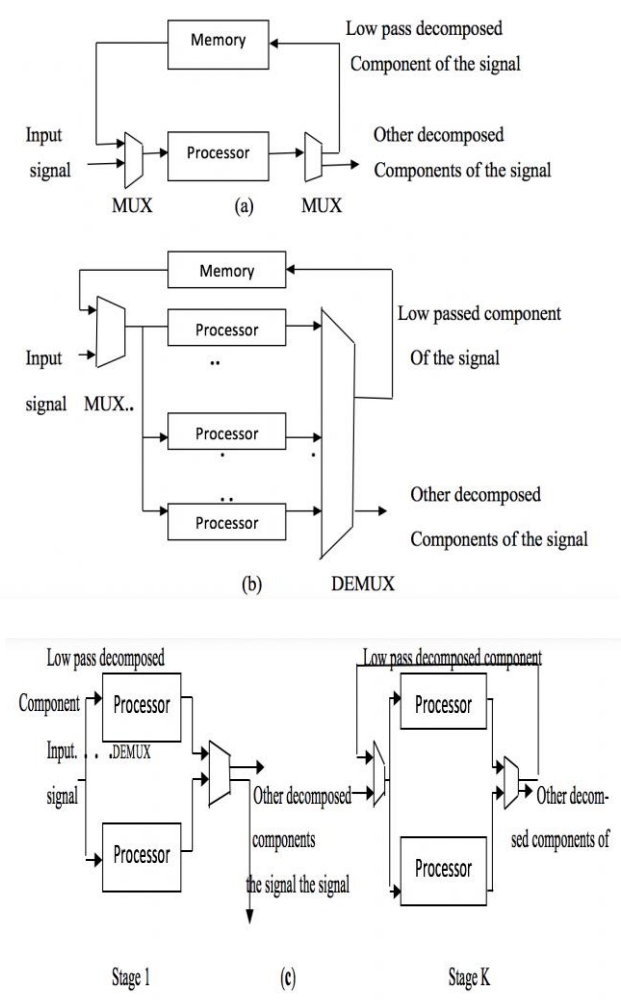 Low pass decomposed
Memory
Component of the signal
Input
signal
Processor
Other decomposed
Components of the signal
MUX
(a)
MUX
Memory
Low passed component
Of the signal
Processor
..
Input
signal MUX..
Processor
. .
..
Processor
Other decomposed
Components of the signal
(b)
DEMUX
Low pass decomposed
Component
Processor
Input. . . .DEMUX
signal
Processor
Other decomposed
components
the signal the signal
Low pass decomposed component
Processor
Other decom-
sed components of
Processor
Stage 1
(c)
Stage K